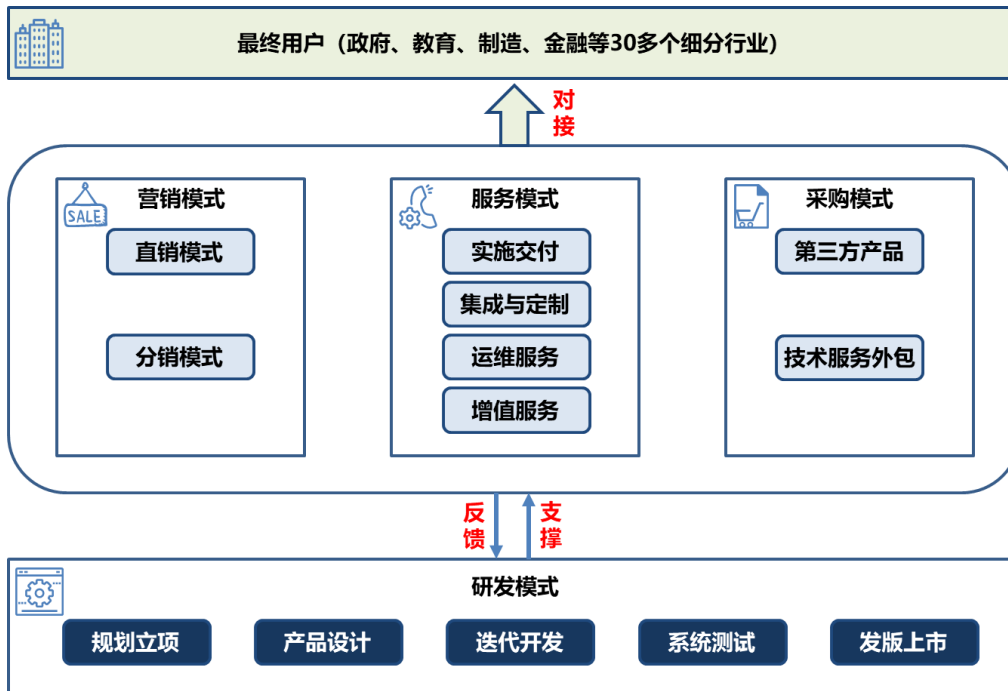 最终用户（政府、教育、制造、金融等30多个细分行业）
对
接
营销模式
SALE
直销模式
分销模式
服务模式
实施交付
集成与定制
运维服务
增值服务
采购模式
第三方产品
技术服务外包
反
馈
支
撑
研发模式
规划立项
产品设计
迭代开发
系统测试
发版上市